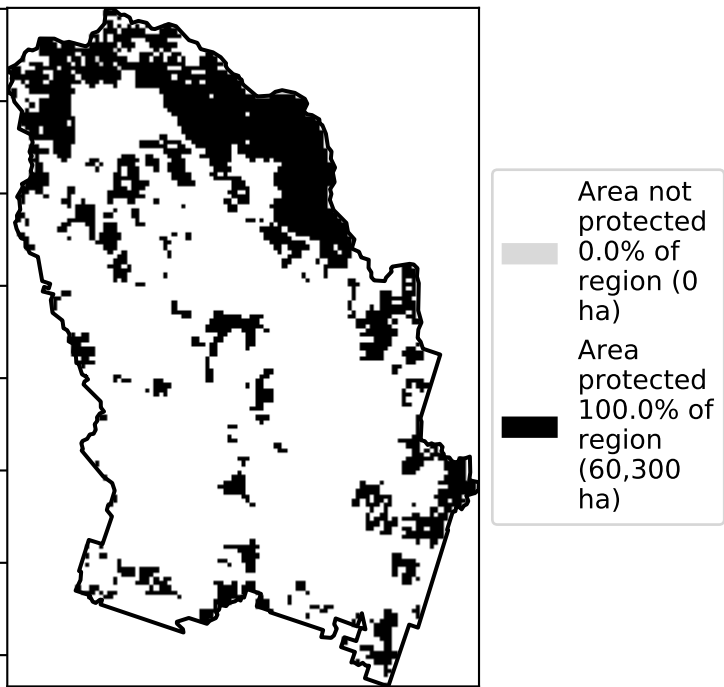 Area not
protected
0.0% of
region (0
ha)
Area
protected
100.0% of
region
(60,300
ha)